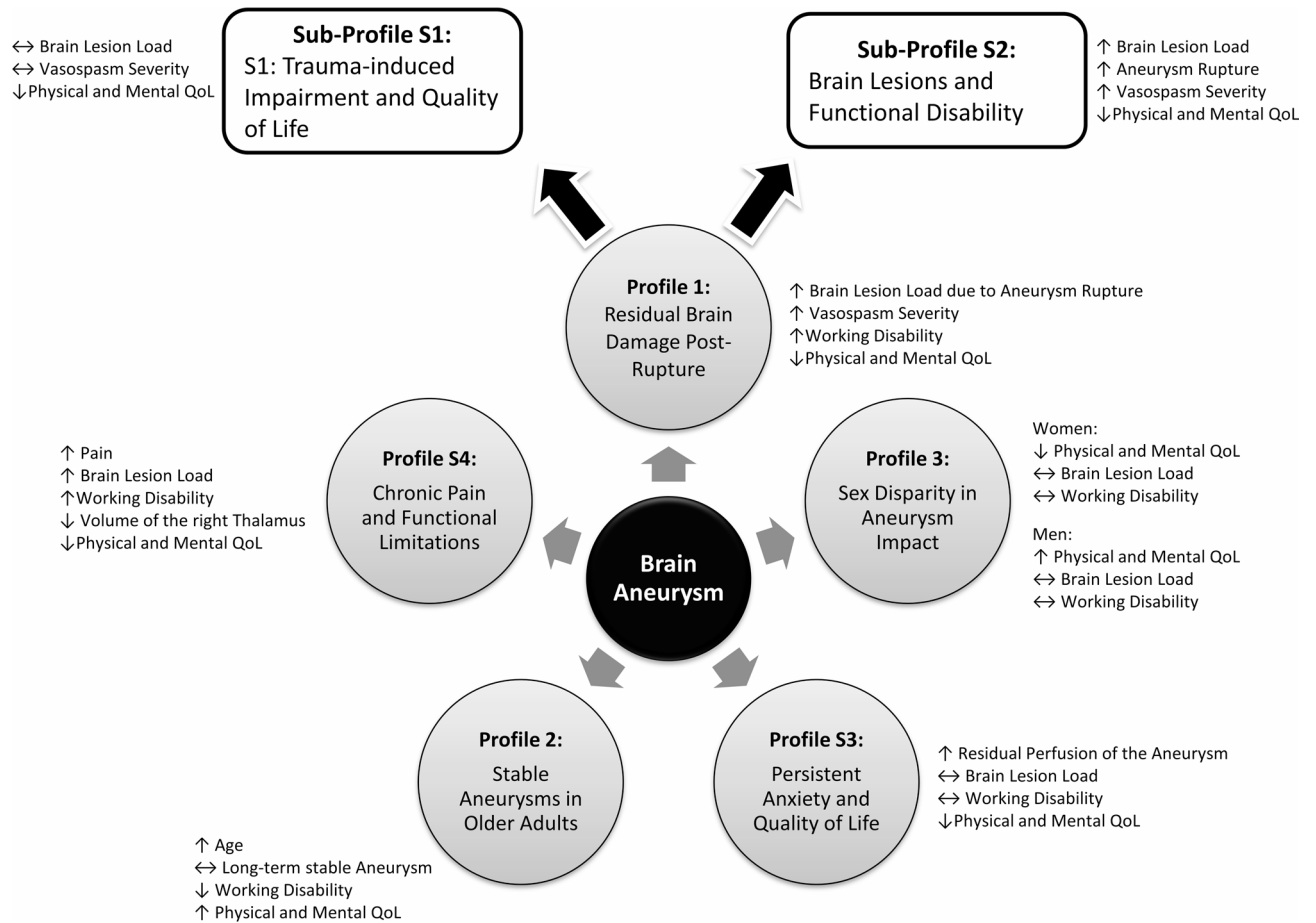 Sub-Profile S1:
S1: Trauma-induced
Impairment and Quality
of Life
↔ Brain Lesion Load
↔ Vasospasm Severity
↓Physical and Mental QoL
Sub-Profile S2:
Brain Lesions and
Functional Disability
↑ Brain Lesion Load
↑ Aneurysm Rupture
↑ Vasospasm Severity
↓Physical and Mental QoL
Profile 1:
Residual Brain
Damage Post-
Rupture
↑ Brain Lesion Load due to Aneurysm Rupture
↑ Vasospasm Severity
↑Working Disability
↓Physical and Mental QoL
↑ Pain
↑ Brain Lesion Load
↑Working Disability
↓ Volume of the right Thalamus
↓Physical and Mental QoL
Profile S4:
Chronic Pain
and Functional
Limitations
Profile 3:
Sex Disparity in
Aneurysm
Impact
Women:
↓ Physical and Mental QoL
↔ Brain Lesion Load
↔ Working Disability
Men:
↑ Physical and Mental QoL
↔ Brain Lesion Load
↔ Working Disability
Brain
Aneurysm
Profile 2:
Stable
Aneurysms in
Older Adults
↑ Age
↔ Long-term stable Aneurysm
↓ Working Disability
↑ Physical and Mental QoL
Profile S3:
Persistent
Anxiety and
Quality of Life
↑ Residual Perfusion of the Aneurysm
↔ Brain Lesion Load
↔ Working Disability
↓Physical and Mental QoL